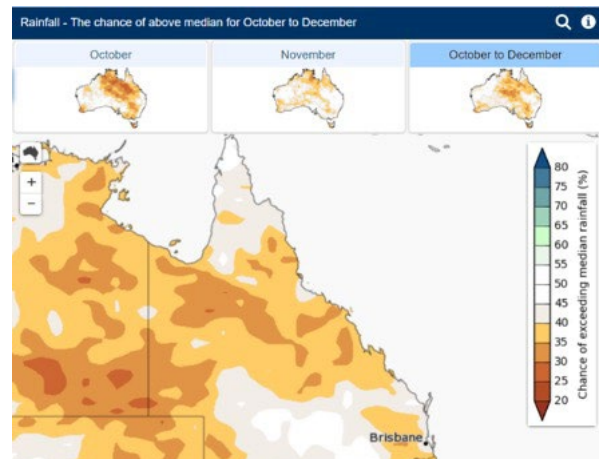 Rainfall - The chance of above median for October to December
October
November
October to December
+
−
80
75
70
65
60
55
50
45
40
35
30
25
20
Chance of exceeding median rainfall (%)
Brisbane